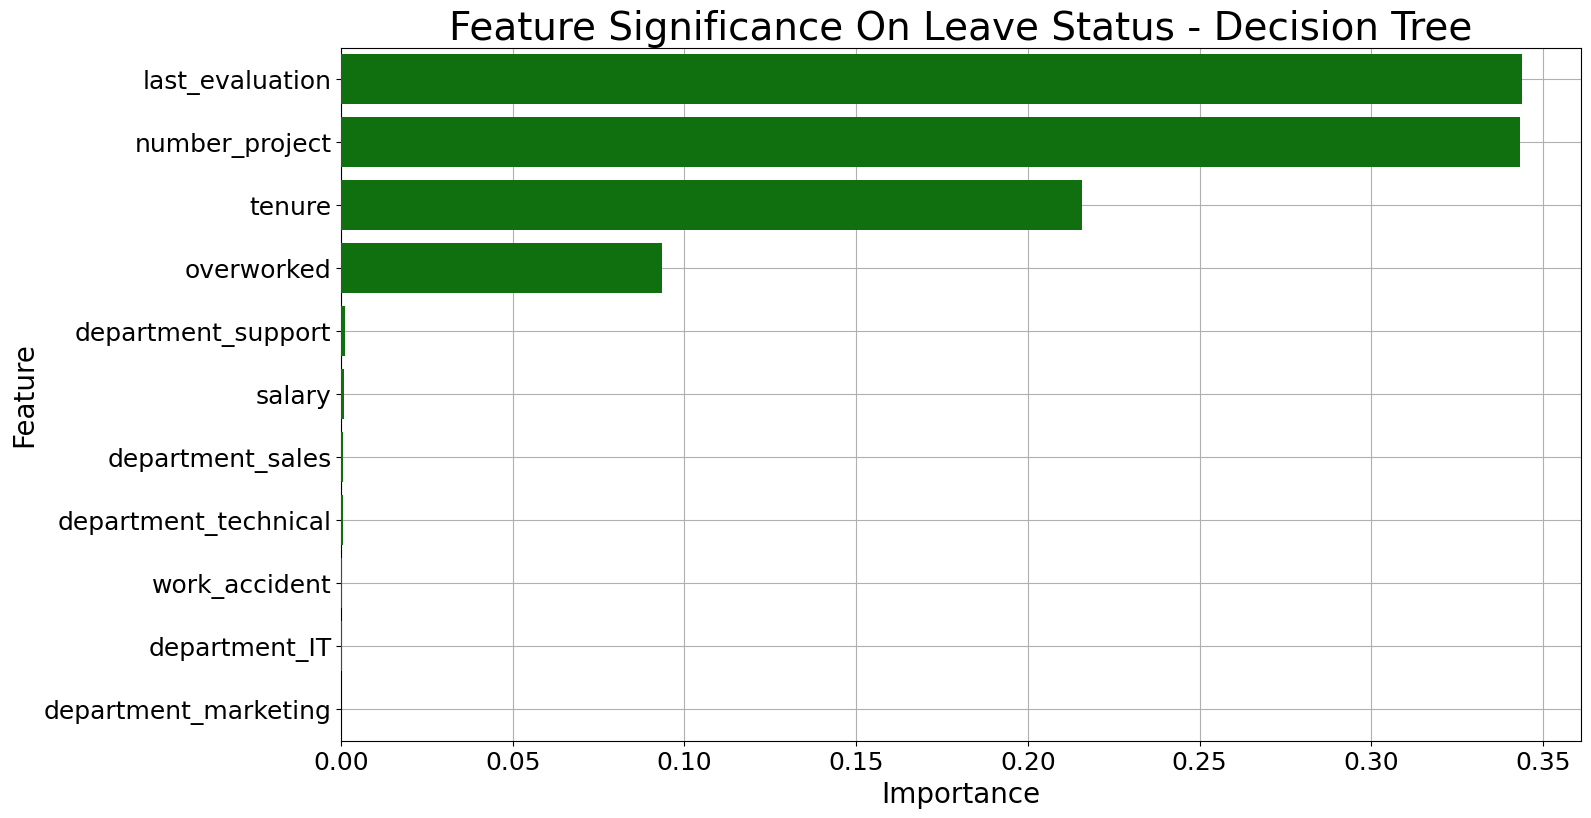 Feature Significance On Leave Status - Decision Tree
last_evaluation
number_project
tenure
overworked
department_support
salary
department_sales
department_technical
work_accident
department_IT
department_marketing
Feature
0.00 0.05 0.10 0.15 0.20 0.25 0.30 0.35
Importance